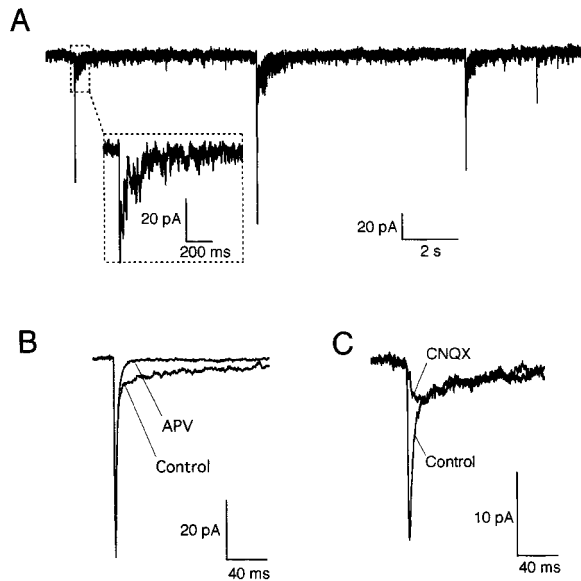 A
20 pA
200 ms
20 pA
2 s
B
APV
Control
20 pA
40 ms
C
CNQX
Control
10 pA
40 ms